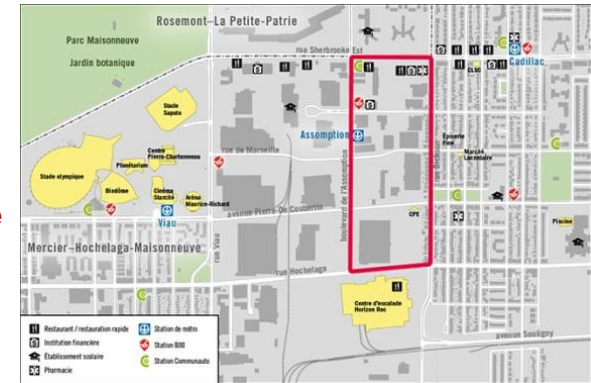 Rosemont–La Petite-Patrie
Parc Maisonneuve
Jardin botanique
rue Sherbrooke Est
Cadillac
CLSC
Stade
Saputo
Assomption
rue de Marseille
Centre
Pierre-Charbonneau
Planétarium
Stade olympique
Biodôme
Cinéma
Starcité
Aréna
Maurice-Richard
Viau
Épicerie
Fine
Marché
Lacordaire
boulevard de l'Assomption
rue Dickson
avenue Pierre-De Coubertin
CPE
Piscine
Mercier–Hochelaga-Maisonneuve
rue Viau
rue Hochelaga
Centre d'escalade
Horizon Roc
avenue Souligny
Restaurant / restauration rapide
Institution financière
Établissement scolaire
Pharmacie
Station de métro
Station BIXI
Station Communauto